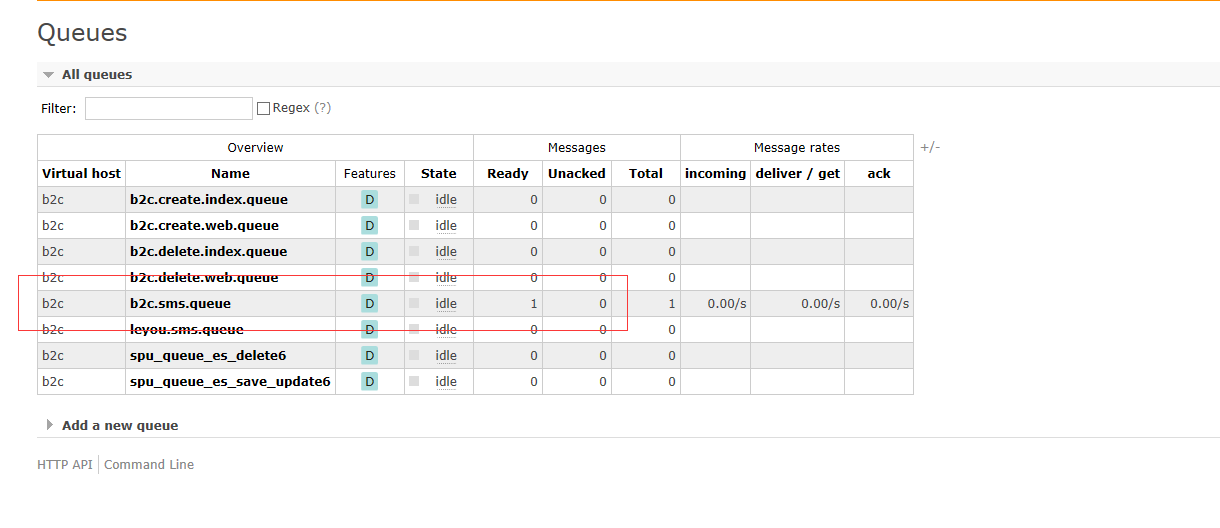 Queues
All queues
Filter: Regex (?)
Overview Messages Message rates +/-
Virtual host Name Features State Ready Unacked Total incoming deliver / get ack
b2c b2c.create.index.queue D idle 0 0 0
b2c b2c.create.web.queue D idle 0 0 0
b2c b2c.delete.index.queue D idle 0 0 0
b2c b2c.delete.web.queue D idle 0 0 0
b2c b2c.sms.queue D idle 1 0 1 0.00/s 0.00/s 0.00/s
b2c leyou.sms.queue D idle 0 0 0
b2c spu_queue_es_delete6 D idle 0 0 0
b2c spu_queue_es_save_update6 D idle 0 0 0
Add a new queue
HTTP API Command Line